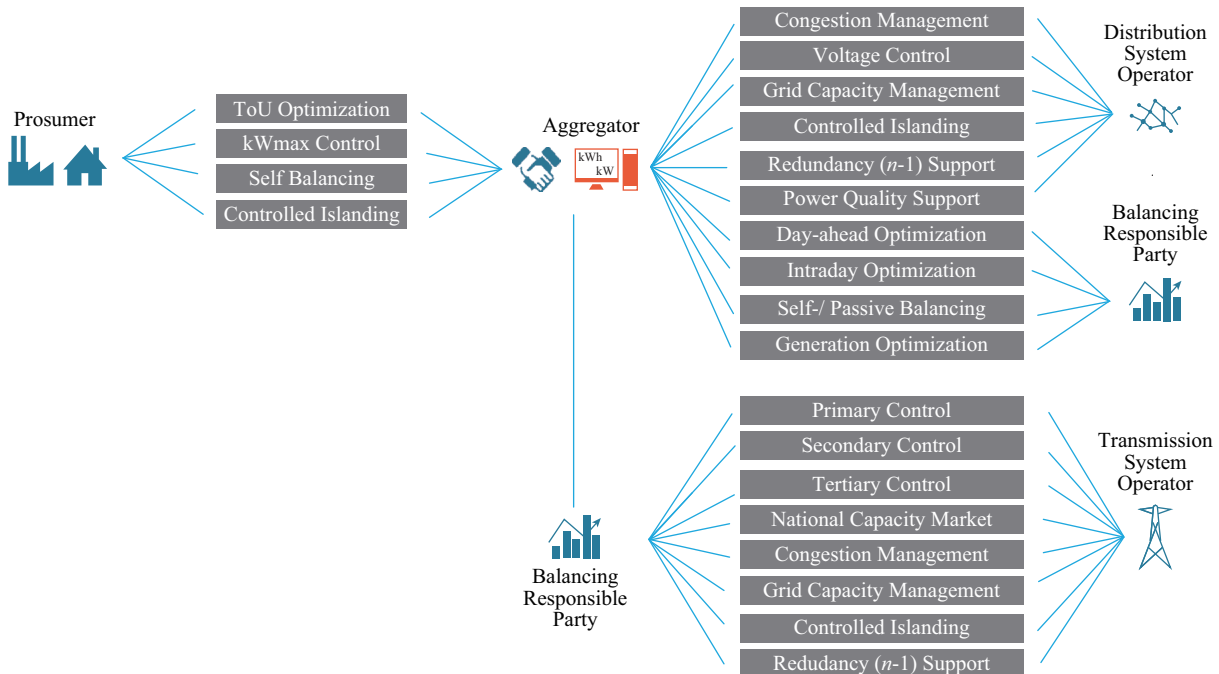 Prosumer
ToU Optimization
kWmax Control
Self Balancing
Controlled Islanding
Aggregator
kWh
kW
Congestion Management
Voltage Control
Grid Capacity Management
Controlled Islanding
Redundancy (n-1) Support
Power Quality Support
Day-ahead Optimization
Intraday Optimization
Self-/ Passive Balancing
Generation Optimization
Distribution
System
Operator
Balancing
Responsible
Party
Balancing
Responsible
Party
Primary Control
Secondary Control
Tertiary Control
National Capacity Market
Congestion Management
Grid Capacity Management
Controlled Islanding
Redudancy (n-1) Support
Transmission
System
Operator